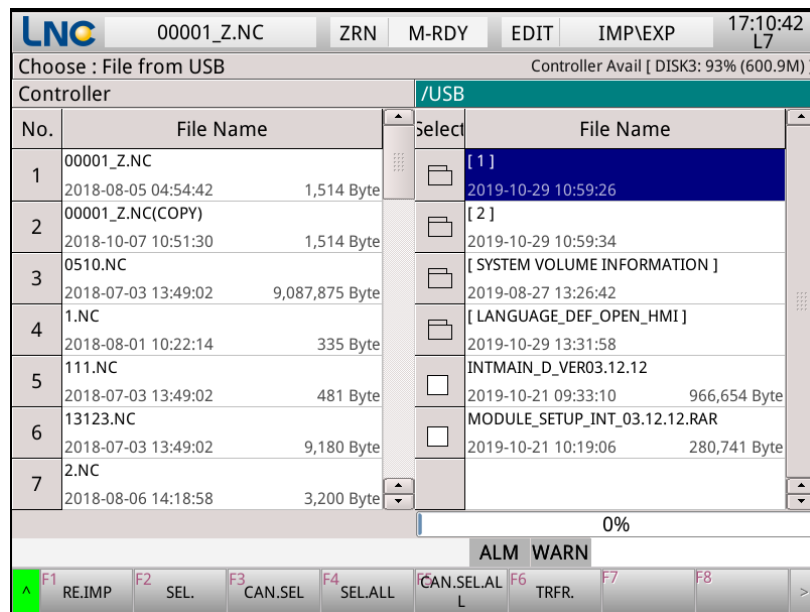 LNC 00001_Z.NC ZRN M-RDY EDIT IMP\EXP 17:10:42
L7
Choose : File from USB Controller Avail [ DISK3: 93% (600.9M) ]
Controller /USB
No. File Name Select File Name
1 00001_Z.NC [ 1 ]
2018-08-05 04:54:42 1,514 Byte 2019-10-29 10:59:26
2 00001_Z.NC(COPY) [ 2 ]
2018-10-07 10:51:30 1,514 Byte 2019-10-29 10:59:34
3 0510.NC [ SYSTEM VOLUME INFORMATION ]
2018-07-03 13:49:02 9,087,875 Byte 2019-08-27 13:26:42
4 1.NC [ LANGUAGE_DEF_OPEN_HMI ]
2018-08-01 10:22:14 335 Byte 2019-10-29 13:31:58
5 111.NC INTMAIN_D_VER03.12.12
2018-07-03 13:49:02 481 Byte 2019-10-21 09:33:10 966,654 Byte
6 13123.NC MODULE_SETUP_INT_03.12.12.RAR
2018-07-03 13:49:02 9,180 Byte 2019-10-21 10:19:06 280,741 Byte
7 2.NC
2018-08-06 14:18:58 3,200 Byte
0%
ALM WARN
^ F1 RE.IMP F2 SEL. F3 CAN.SEL F4 SEL.ALL F5 CAN.SEL.AL F6 TRFR. F7 F8 >
L